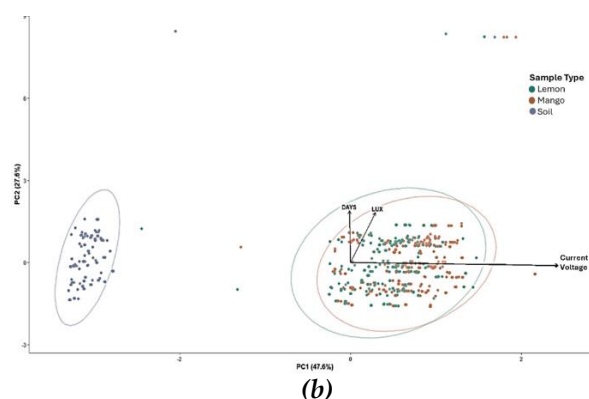 Sample Type
Lemon
Mango
Soil
6
3
DAYS
LUX
PC2 (27.6%)
0
Current
Voltage
-3
-2
0
2
PC1 (47.6%)
(b)